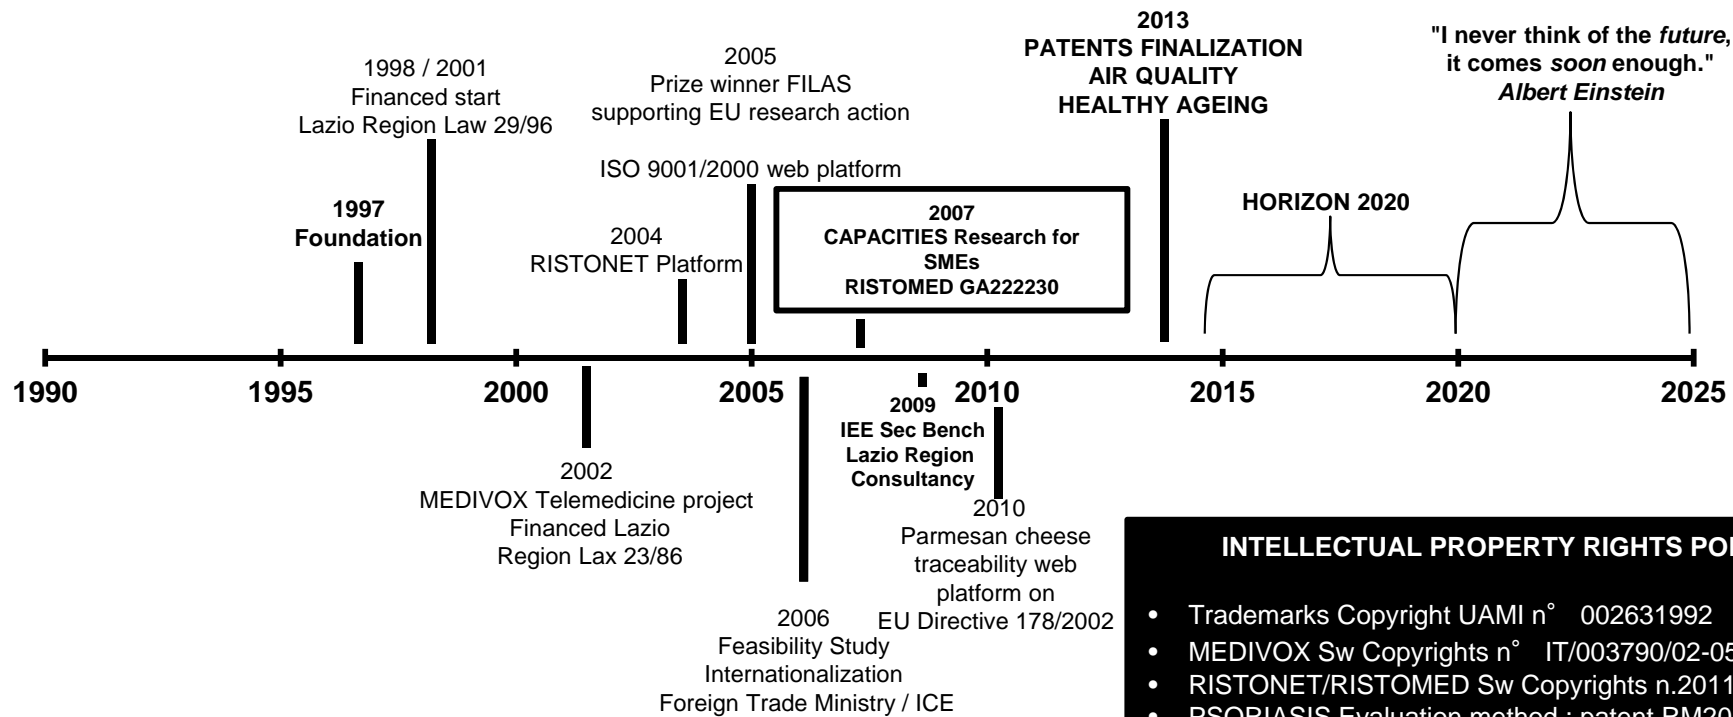 1998 / 2001
Financed start
Lazio Region Law 29/96
1997
Foundation
2005
Prize winner FILAS
supporting EU research action
ISO 9001/2000 web platform
2004
RISTONET Platform
2007
CAPACITIES Research for
SMEs
RISTOMED GA222230
2013
PATENTS FINALIZATION
AIR QUALITY
HEALTHY AGEING
HORIZON 2020
"I never think of the future,
it comes soon enough."
Albert Einstein
1990 1995 2000 2005 2010 2015 2020 2025
2002
MEDIVOX Telemedicine project
Financed Lazio
Region Lax 23/86
2006
Feasibility Study
Internationalization
Foreign Trade Ministry / ICE
2009
IEE Sec Bench
Lazio Region
Consultancy
2010
Parmesan cheese
traceability web
platform on
EU Directive 178/2002
INTELLECTUAL PROPERTY RIGHTS
• Trademarks Copyright UAMI n° 002631992
• MEDIVOX Sw Copyrights n° IT/003790/02-05
• RISTONET/RISTOMED Sw Copyrights n.2011
• PSORIASIS Evaluation method : patent